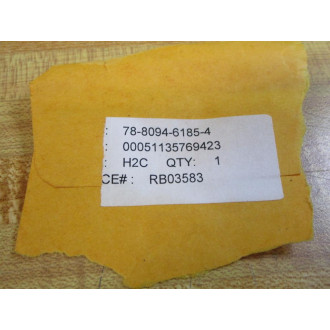 : 78-8094-6185-4
: 00051135769423
: H2C QTY: 1
CE#: RB03583